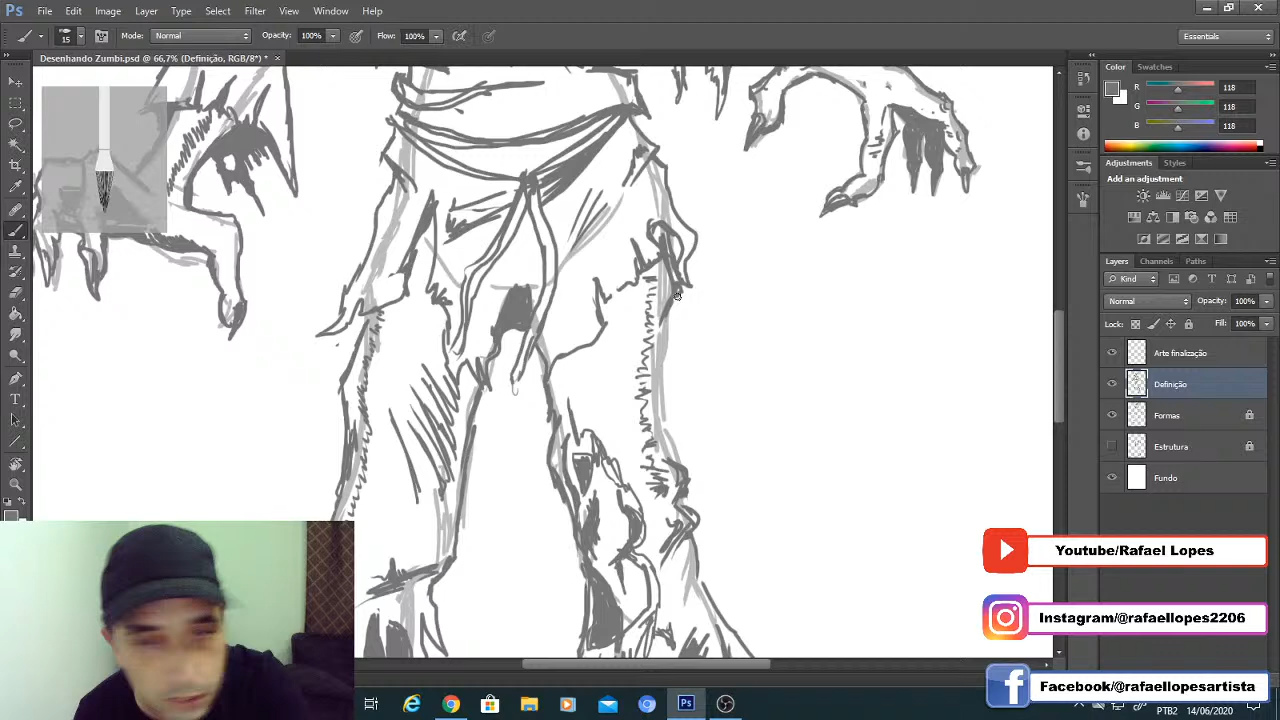 Ps File Edit Image Layer Type Select Filter View Window Help
15 Mode: Normal Opacity: 100% Flow: 100% Essentials
Desenhando Zumbi.psd @ 66,7% (Definição, RGB/8*) * ×
Color Swatches
R 118
G 118
B 118
Adjustments Styles
Add an adjustment
Layers Channels Paths
Kind
Normal Opacity: 100%
Lock: Fill: 100%
Arte finalização
Definição
Formas
Estrutura
Fundo
Youtube/Rafael Lopes
Instagram/@rafaellopes2206
Facebook/@rafaellopesartista
Ps PTB2 14/06/2020